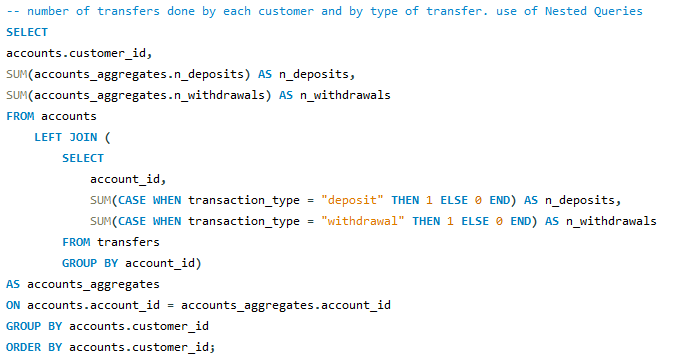 -- number of transfers done by each customer and by type of transfer. use of Nested Queries
SELECT
accounts.customer_id,
SUM(accounts_aggregates.n_deposits) AS n_deposits,
SUM(accounts_aggregates.n_withdrawals) AS n_withdrawals
FROM accounts
    LEFT JOIN (
        SELECT
            account_id,
            SUM(CASE WHEN transaction_type = "deposit" THEN 1 ELSE 0 END) AS n_deposits,
            SUM(CASE WHEN transaction_type = "withdrawal" THEN 1 ELSE 0 END) AS n_withdrawals
        FROM transfers
        GROUP BY account_id)
AS accounts_aggregates
ON accounts.account_id = accounts_aggregates.account_id
GROUP BY accounts.customer_id
ORDER BY accounts.customer_id;